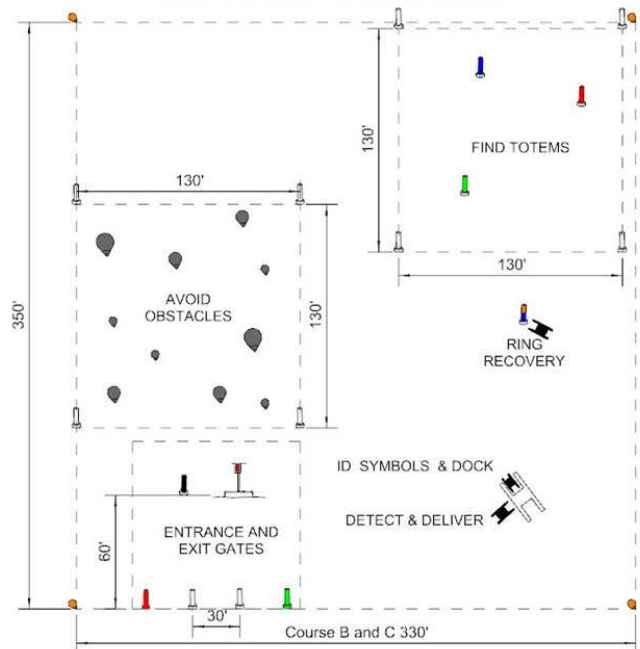 130'
FIND TOTEMS
130'
130'
350'
AVOID
OBSTACLES
130'
130'
RING
RECOVERY
ID SYMBOLS & DOCK
DETECT & DELIVER
ENTRANCE AND
EXIT GATES
60'
30'
Course B and C 330'